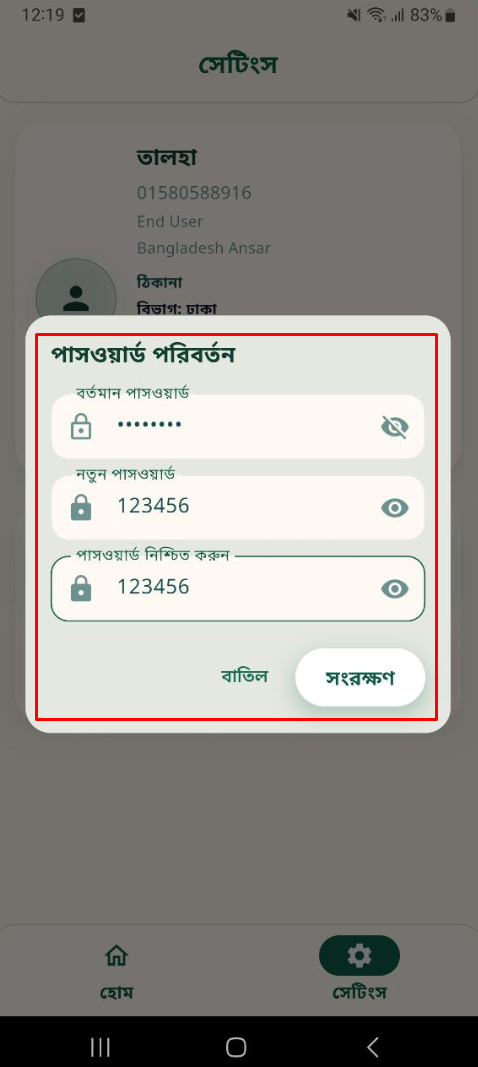 12:19
83%
সেটিংস
তালহা
01580588916
End User
Bangladesh Ansar
ঠিকানা
বিভাগ: ঢাকা
পাসওয়ার্ড পরিবর্তন
বর্তমান পাসওয়ার্ড
••••••••
নতুন পাসওয়ার্ড
123456
পাসওয়ার্ড নিশ্চিত করুন
123456
বাতিল
সংরক্ষণ
হোম
সেটিংস